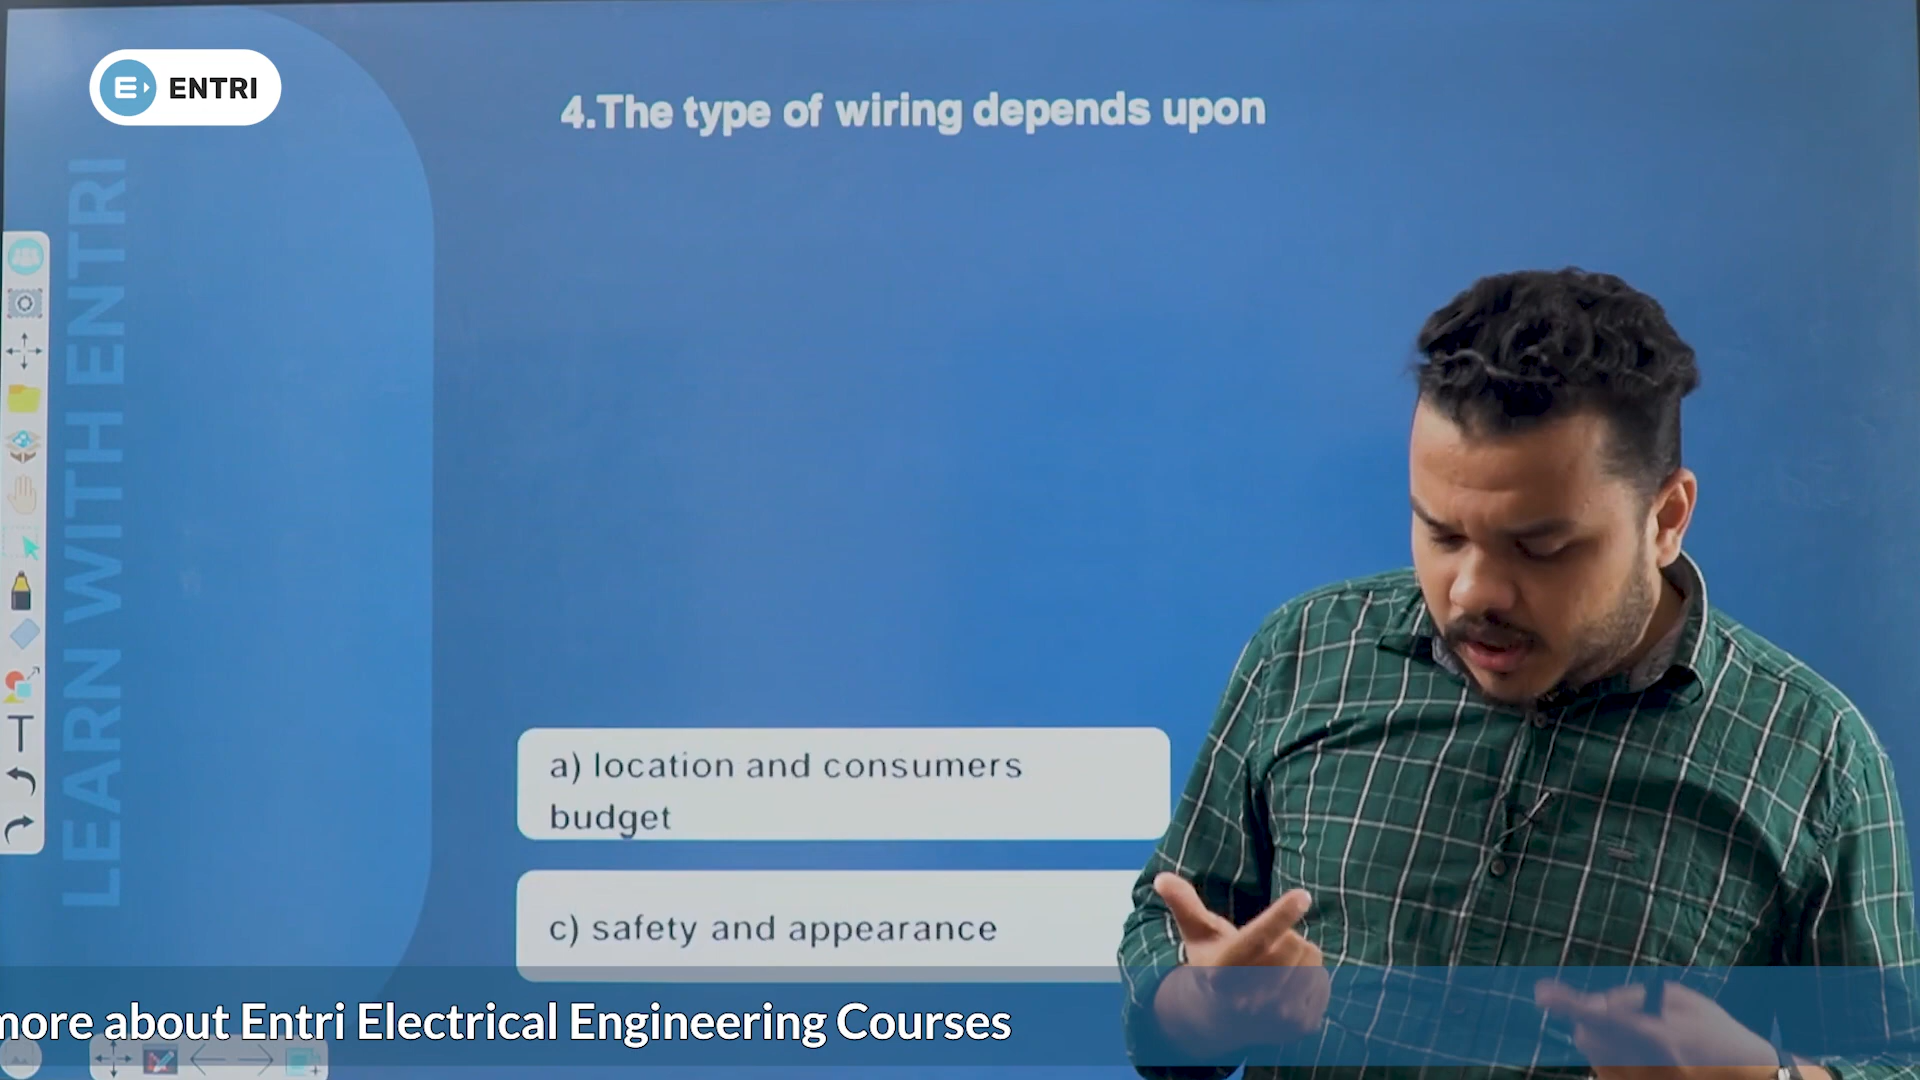 ENTRI
4.The type of wiring depends upon
LEARN WITH ENTRI
T
a) location and consumers
budget
c) safety and appearance
more about Entri Electrical Engineering Courses